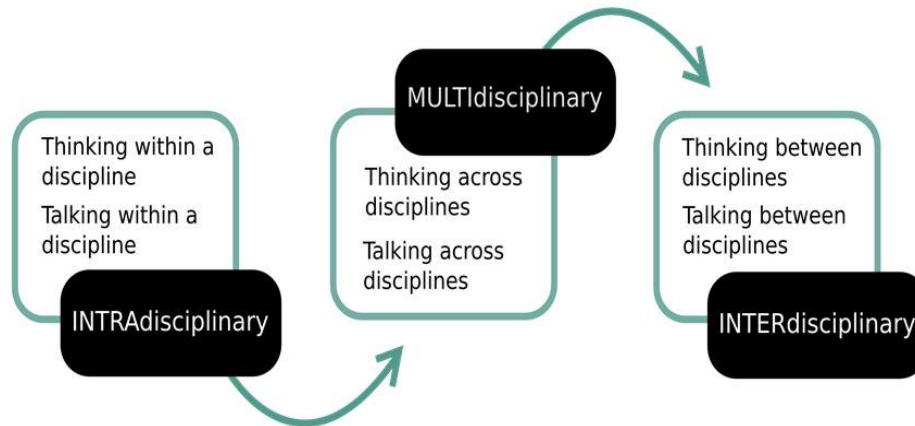 Thinking within a
discipline
Talking within a
discipline
INTRAdisciplinary
MULTIdisciplinary
Thinking across
disciplines
Talking across
disciplines
Thinking between
disciplines
Talking between
disciplines
INTERdisciplinary